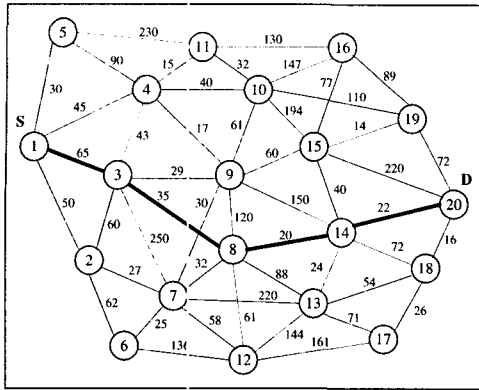 5 230 11 130 16
90 15 32 147 77 89
4 40 10 110
30 45 194 19
S 43 17 61 14
1 65 60 15 72
3 29 9 220 D
35 30 150 40 22 20
50 60 120
250 8 20 14 16
2 27 32 88 24 72 18
7 220 54
62 25 58 61 13 71 26
6 136 144 161 17
12